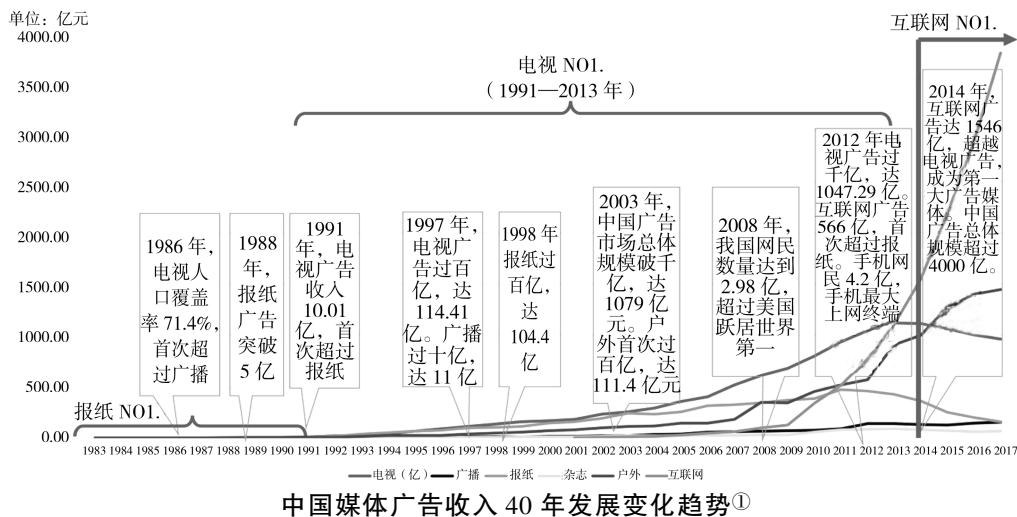 单位：亿元
4000.00
3500.00
3000.00
2500.00
2000.00
1500.00
1000.00
500.00
0.00
报纸 NO1.
电视 NO1.
（1991—2013 年）
互联网 NO1.
1986 年，
电视人
口覆盖
率 71.4%，
首次超
过广播
1988
年，报纸
广告
突破
5 亿
1991
年，电
视广告
收入
10.01
亿，首
次超过
报纸
1997 年，
电视广
告过百
亿，达
114.41
亿。广播
过十亿，
达 11 亿
1998 年
报纸过
百亿，
达
104.4
亿
2003 年，
中国广告
市场总体
规模破千
亿，达
1079 亿
元。户
外首次过
百亿，达
111.4 亿元
2008 年，
我国网民
数量达到
2.98 亿，
超过美国
跃居世界
第一
2012 年电
视广告过
千亿，达
1047.29 亿。
互联网广告
566 亿，首
次超过报
纸。手机网
民 4.2 亿，
手机最大
上网终端
2014 年，
互联网广
告达 1546
亿，超越
电视广告，
成为第一
大广告媒
体。中国
广告总体
规模超过
4000 亿。
1983 1984 1985 1986 1987 1988 1989 1990 1991 1992 1993 1994 1995 1996 1997 1998 1999 2000 2001 2002 2003 2004 2005 2006 2007 2008 2009 2010 2011 2012 2013 2014 2015 2016 2017
电视（亿） 广播 报纸 杂志 户外 互联网
中国媒体广告收入 40 年发展变化趋势①